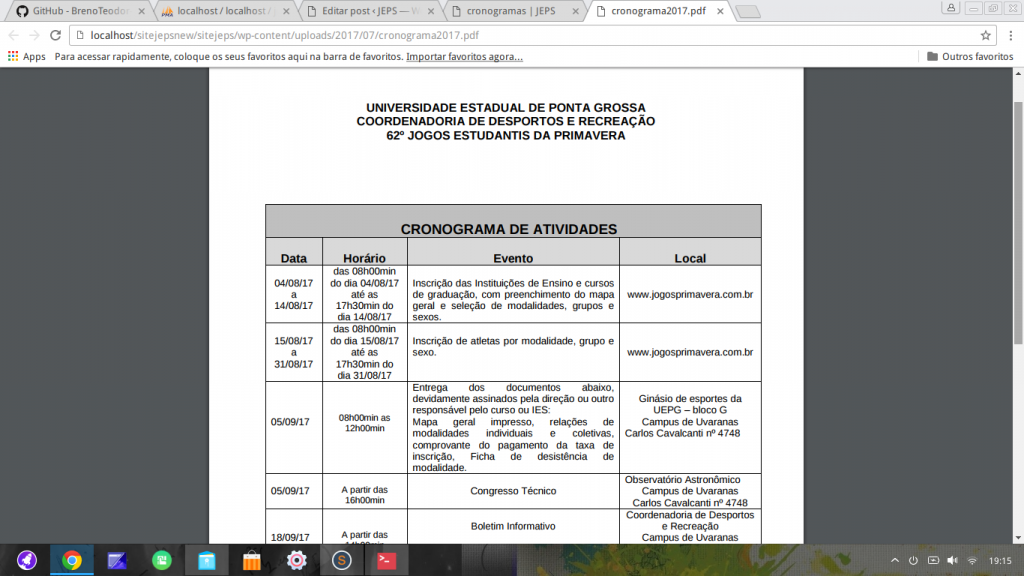 GitHub - BrenoTeodor
localhost / localhost /
Editar post ‹ JEPS — W
cronogramas | JEPS
cronograma2017.pdf
localhost/sitejepsnew/sitejeps/wp-content/uploads/2017/07/cronograma2017.pdf
Apps
Para acessar rapidamente, coloque os seus favoritos aqui na barra de favoritos. Importar favoritos agora...
Outros favoritos
UNIVERSIDADE ESTADUAL DE PONTA GROSSA
COORDENADORIA DE DESPORTOS E RECREAÇÃO
62º JOGOS ESTUDANTIS DA PRIMAVERA
CRONOGRAMA DE ATIVIDADES
Data
Horário
Evento
Local
04/08/17
a
14/08/17
das 08h00min
do dia 04/08/17
até as
17h30min do
dia 14/08/17
Inscrição das Instituições de Ensino e cursos
de graduação, com preenchimento do mapa
geral e seleção de modalidades, grupos e
sexos.
www.jogosprimavera.com.br
15/08/17
a
31/08/17
das 08h00min
do dia 15/08/17
até as
17h30min do
dia 31/08/17
Inscrição de atletas por modalidade, grupo e
sexo.
www.jogosprimavera.com.br
05/09/17
08h00min as
12h00min
Entrega dos documentos abaixo,
devidamente assinados pela direção ou outro
responsável pelo curso ou IES:
Mapa geral impresso, relações de
modalidades individuais e coletivas,
comprovante do pagamento da taxa de
inscrição, Ficha de desistência de
modalidade.
Ginásio de esportes da
UEPG – bloco G
Campus de Uvaranas
Carlos Cavalcanti nº 4748
05/09/17
A partir das
16h00min
Congresso Técnico
Observatório Astronômico
Campus de Uvaranas
Carlos Cavalcanti nº 4748
18/09/17
A partir das
14h00min
Boletim Informativo
Coordenadoria de Desportos
e Recreação
Campus de Uvaranas
19:15